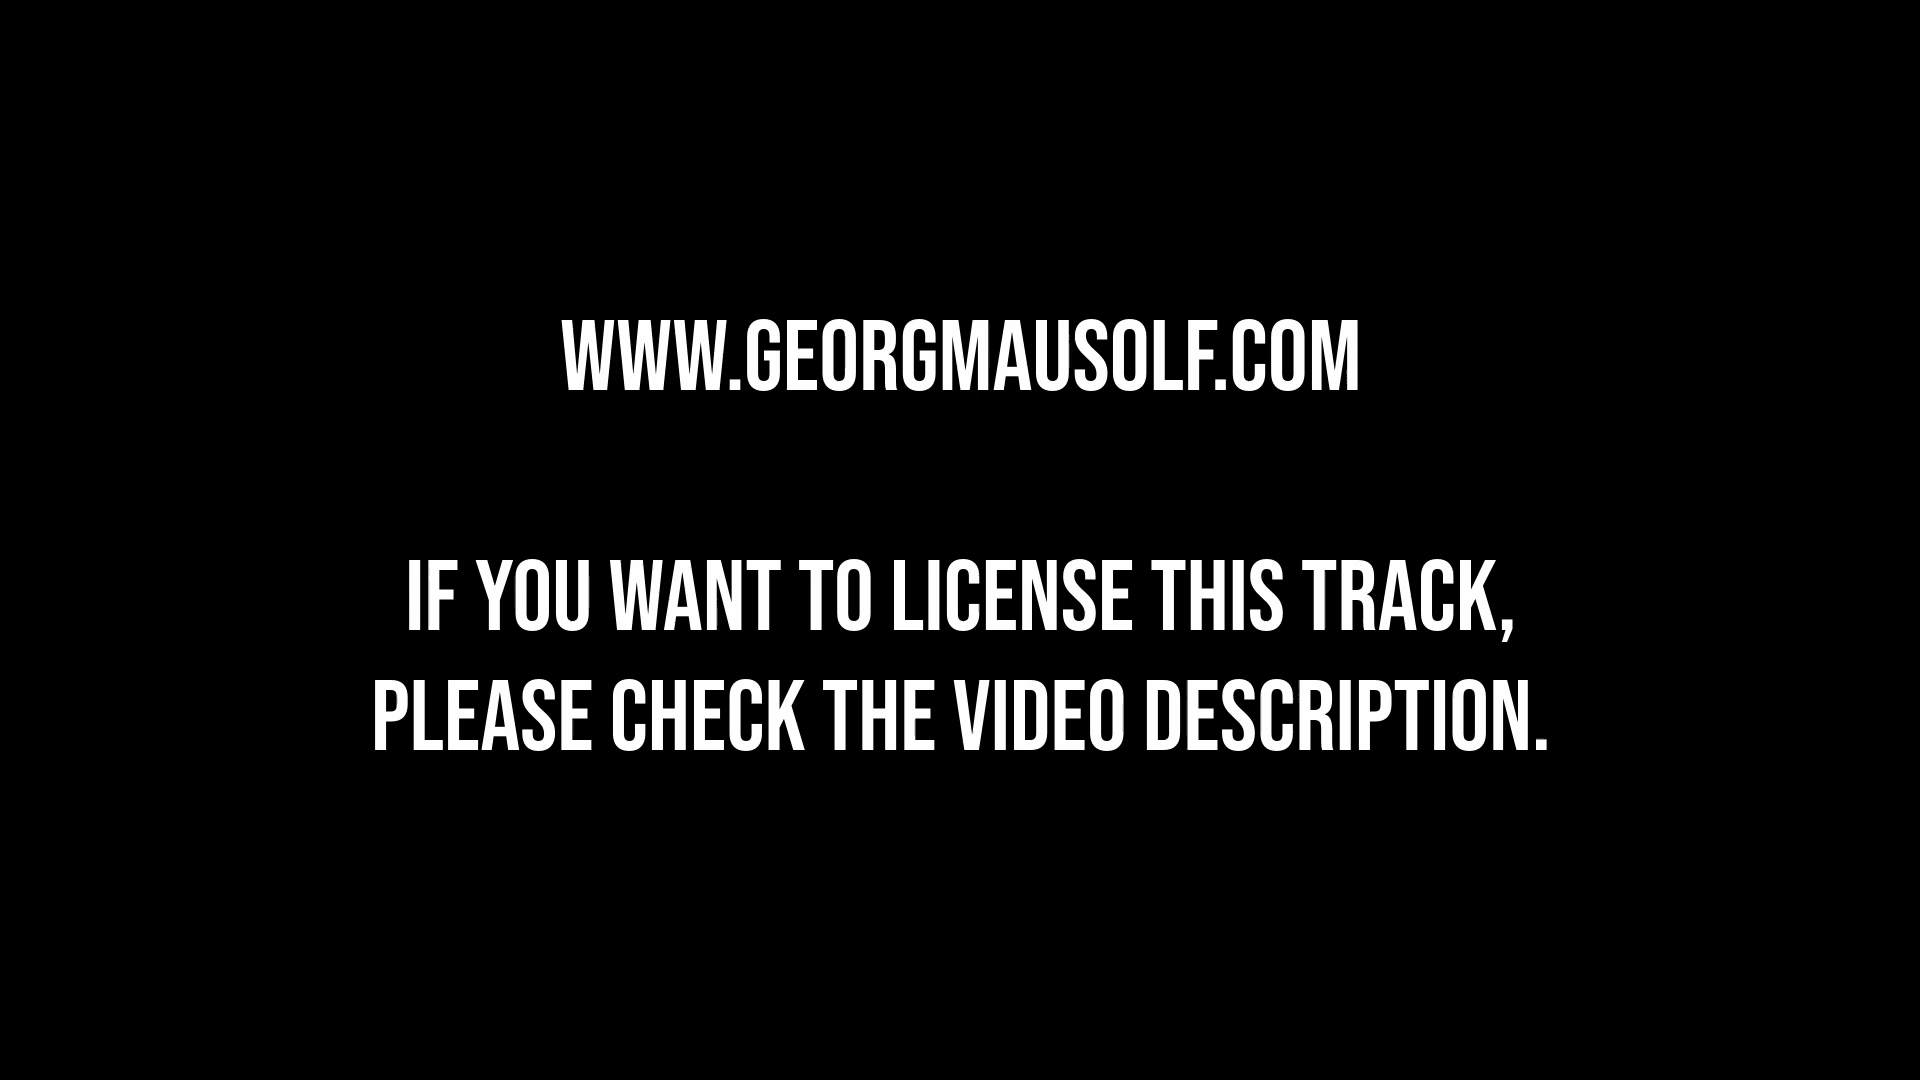 WWW.GEORGMAUSOLF.COM
IF YOU WANT TO LICENSE THIS TRACK,
PLEASE CHECK THE VIDEO DESCRIPTION.